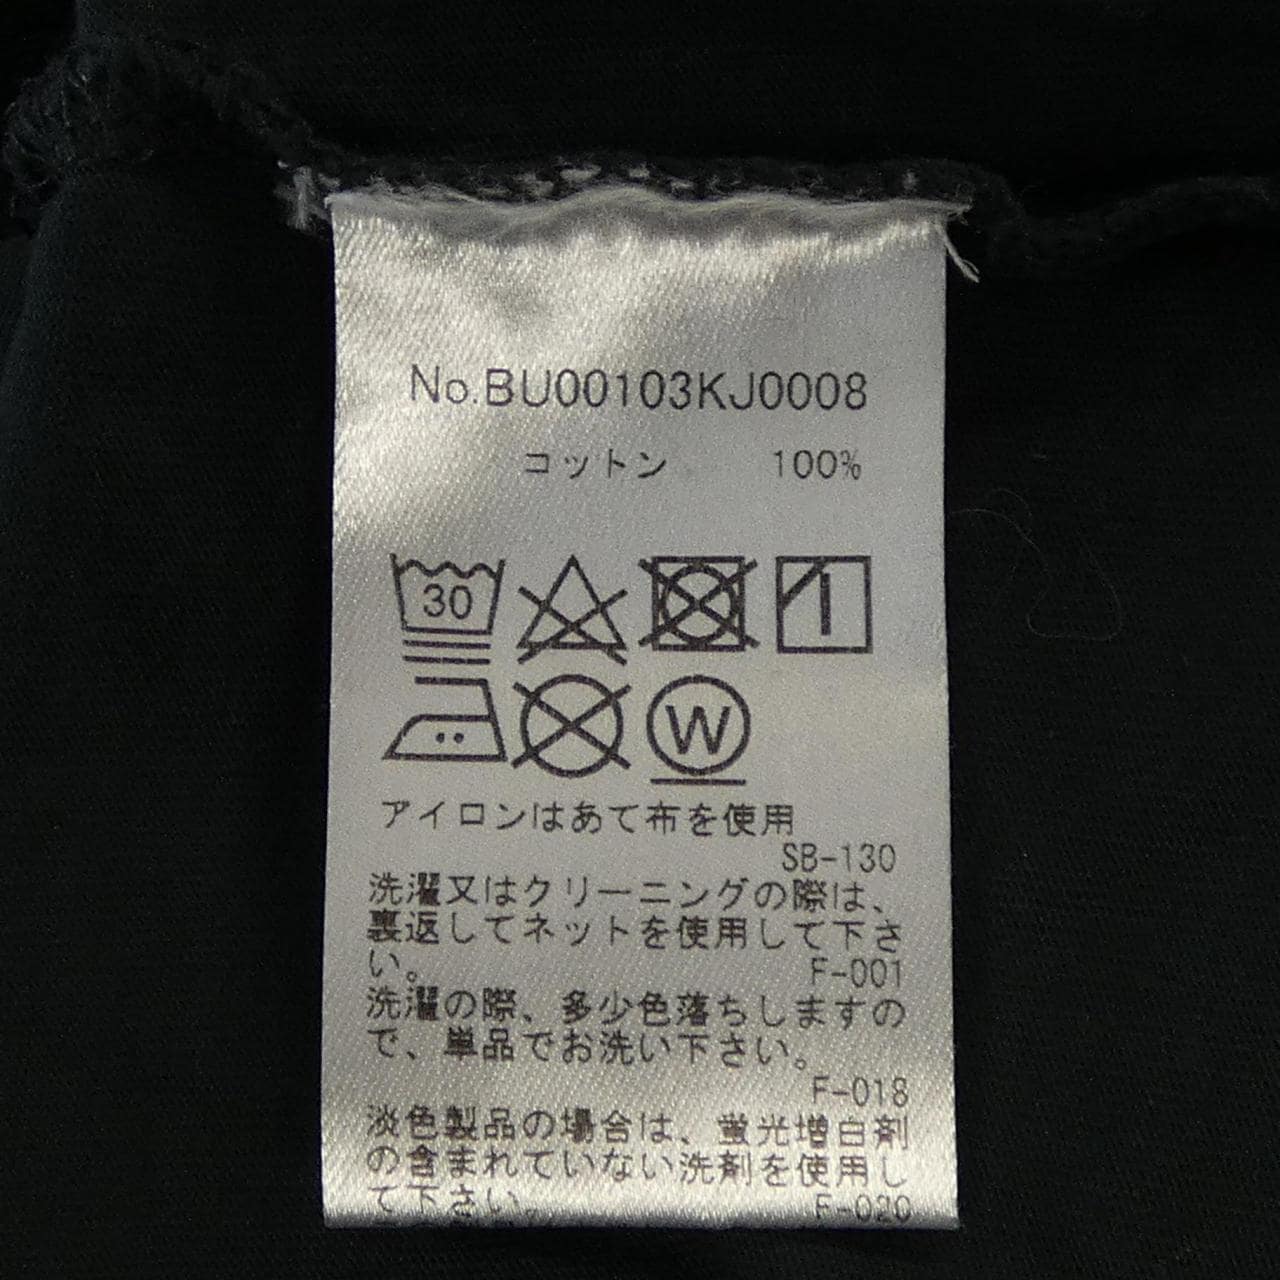 No.BU00103KJ0008
コットン 100%
30
W
アイロンはあて布を使用
SB-130
洗濯又はクリーニングの際は、
裏返してネットを使用して下さ
い。
F-001
洗濯の際、多少色落ちしますの
で、単品でお洗い下さい。
F-018
淡色製品の場合は、蛍光増白剤
の含まれていない洗剤を使用し
て下さい。
F-020